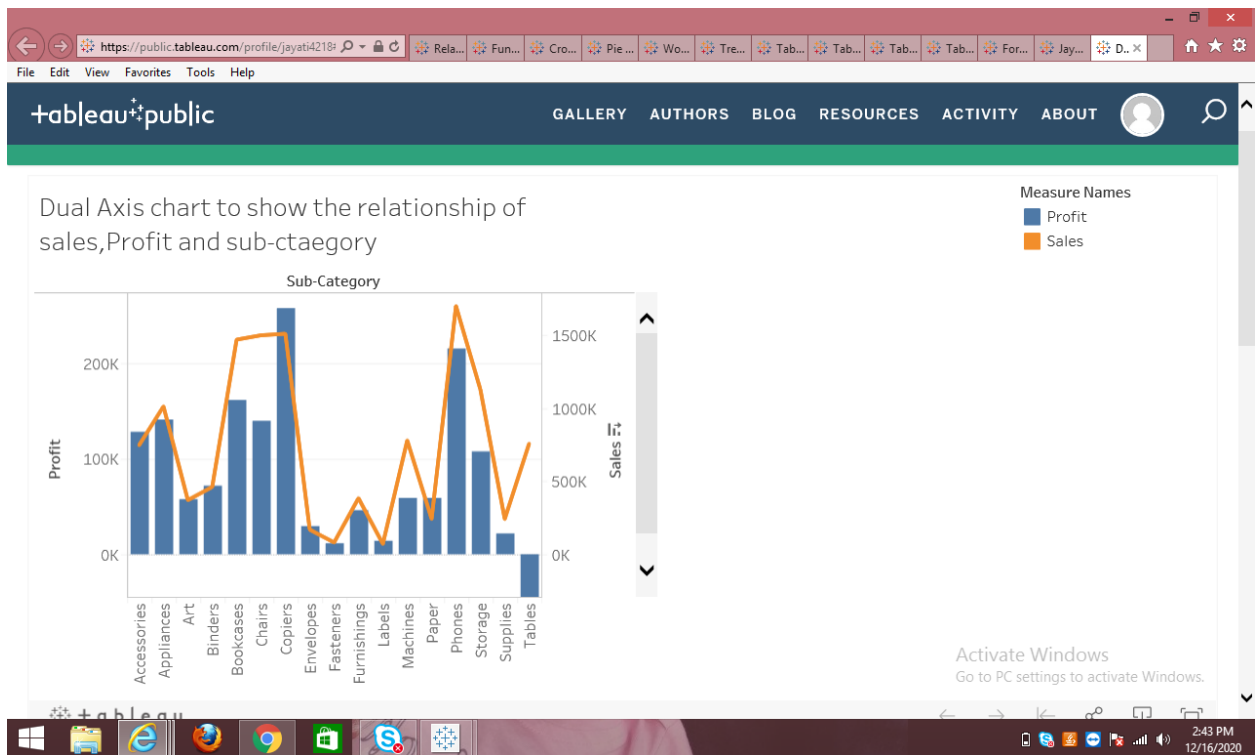 https://public.tableau.com/profile/jayati4218
Rela...
Fun...
Cro...
Pie ...
Wo...
Tre...
Tab...
Tab...
Tab...
Tab...
For...
Jay...
D..
File Edit View Favorites Tools Help
+ab|eau public
GALLERY AUTHORS BLOG RESOURCES ACTIVITY ABOUT
Dual Axis chart to show the relationship of
sales,Profit and sub-ctaegory
Measure Names
Profit
Sales
Sub-Category
Profit
200K
100K
0K
1500K
1000K
500K
0K
Sales
Accessories
Appliances
Art
Binders
Bookcases
Chairs
Copiers
Envelopes
Fasteners
Furnishings
Labels
Machines
Paper
Phones
Storage
Supplies
Tables
Activate Windows
Go to PC settings to activate Windows.
+ab|eau
2:43 PM
12/16/2020